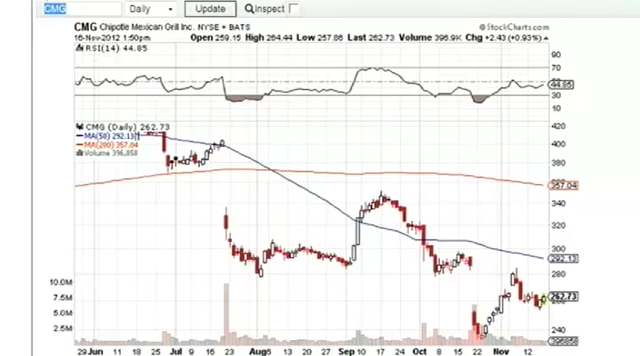 CMG Daily Update Inspect
CMG Chipotle Mexican Grill Inc. NYSE + BATS © StockCharts.com
16-Nov-2012 1:50pm Open 259.15 High 264.44 Low 257.86 Last 262.73 Volume 396.9K Chg +2.43 (+0.93%)
RSI(14) 44.85
90
70
50
44.85
30
10
CMG (Daily) 262.73
MA(50) 292.13
MA(200) 357.04
Volume 396,858
420
400
380
357.04
340
320
300
292.13
280
262.73
240
10.0M
7.5M
5.0M
2.5M
29 Jun 11 18 25 Jul 9 16 23 Aug 6 13 20 27 Sep 10 17 24 Oct 8 15 22 Nov 12